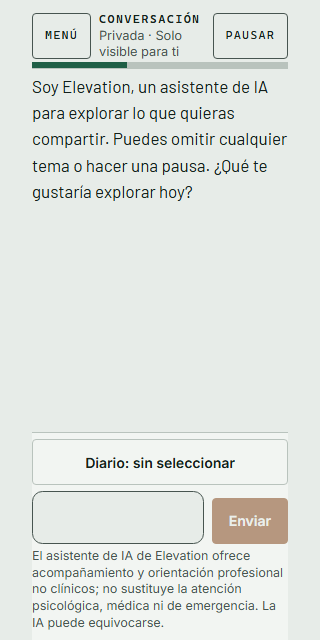 MENÚ
CONVERSACIÓN
Privada · Solo
visible para ti
PAUSAR
Soy Elevation, un asistente de IA
para explorar lo que quieras
compartir. Puedes omitir cualquier
tema o hacer una pausa. ¿Qué te
gustaría explorar hoy?
Diario: sin seleccionar
Enviar
El asistente de IA de Elevation ofrece
acompañamiento y orientación profesional
no clínicos; no sustituye la atención
psicológica, médica ni de emergencia. La
IA puede equivocarse.